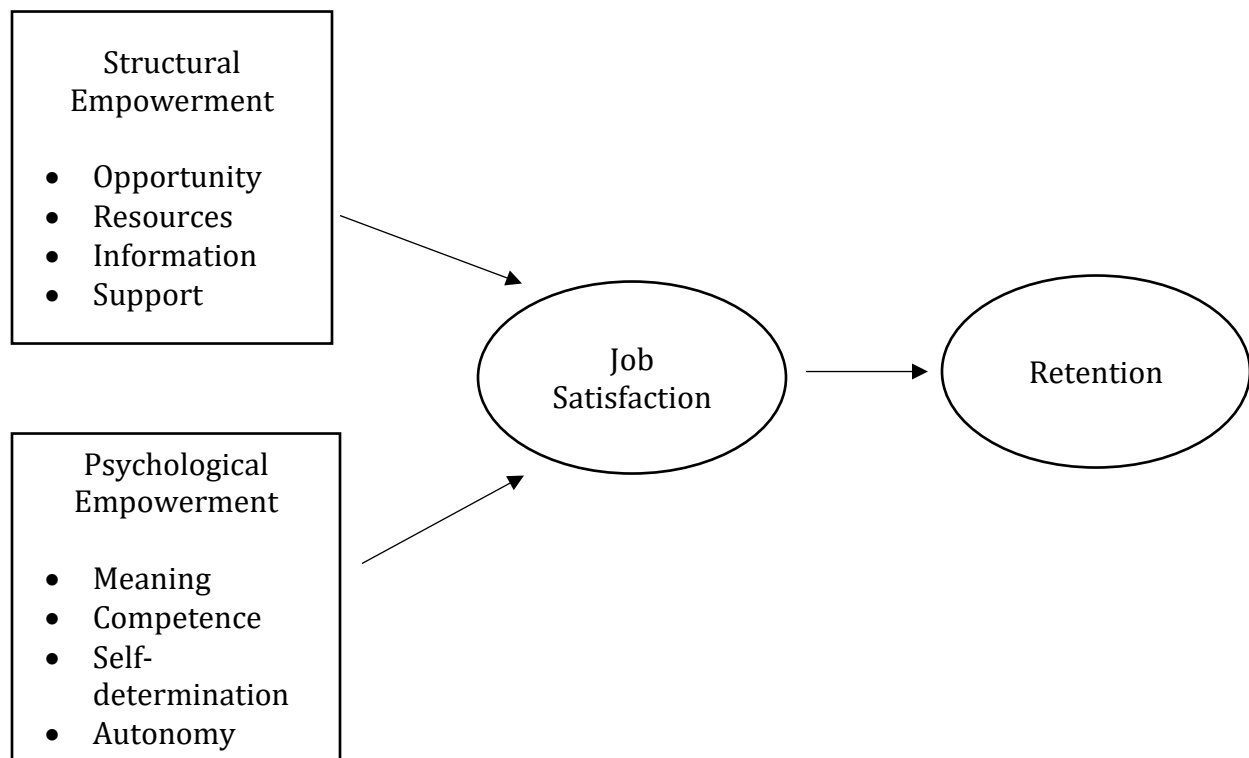 Structural
Empowerment
• Opportunity
• Resources
• Information
• Support
Job
Satisfaction
Retention
Psychological
Empowerment
• Meaning
• Competence
• Self-
determination
• Autonomy